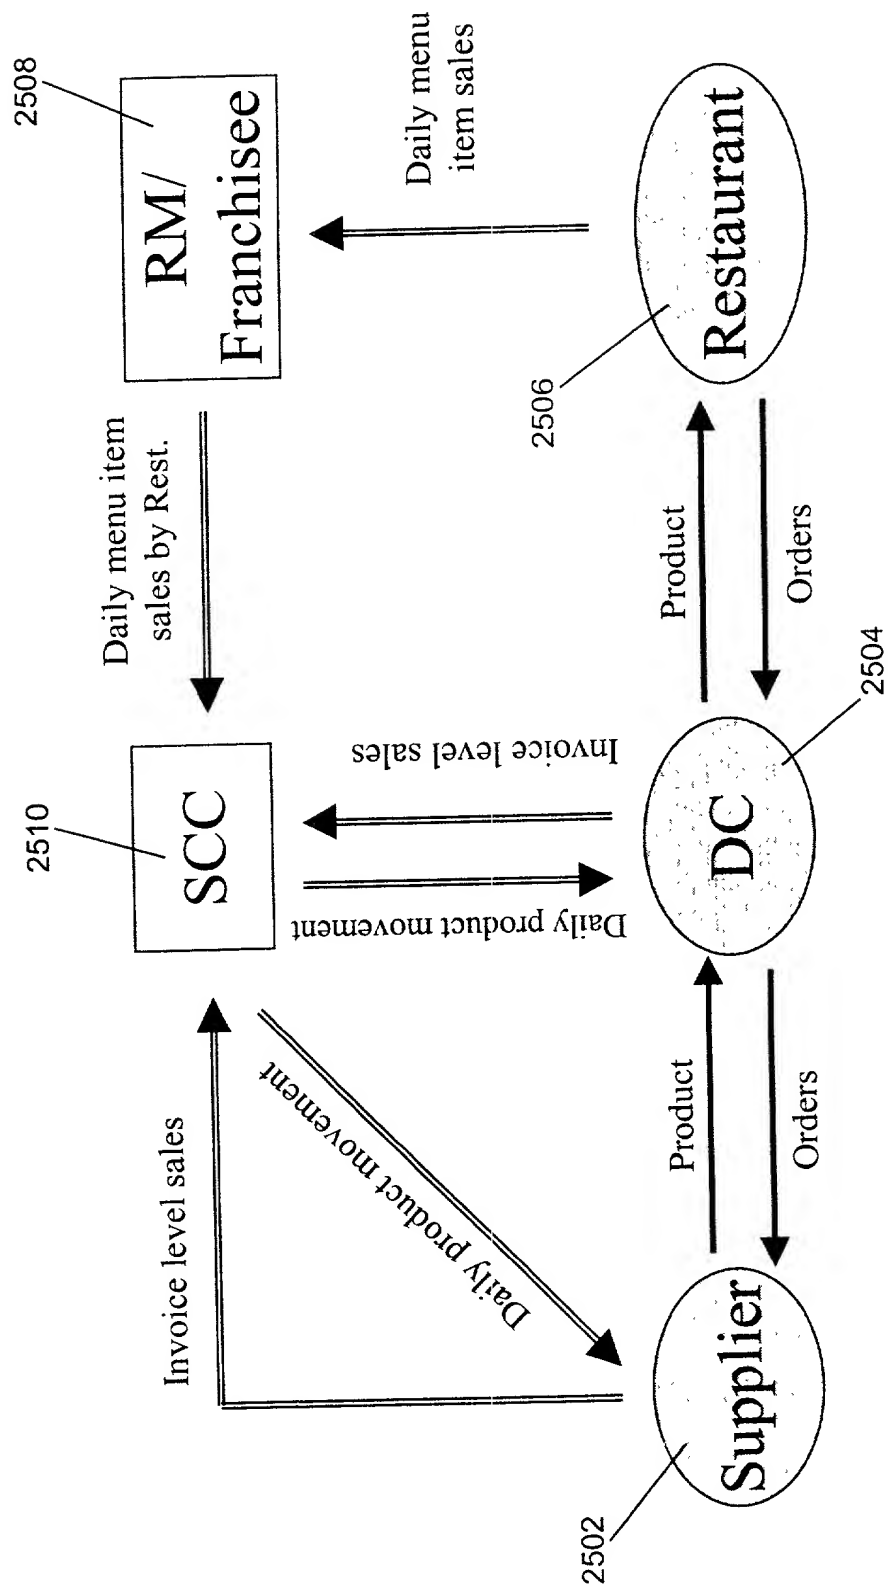 2510
2508
SCC
RM/
Franchisee
Daily menu item
sales by Rest.
Invoice level sales
Daily product movement
Daily product movement
Invoice level sales
Daily menu
item sales
2502
Supplier
Product
Orders
DC
2504
Product
Orders
2506
Restaurant